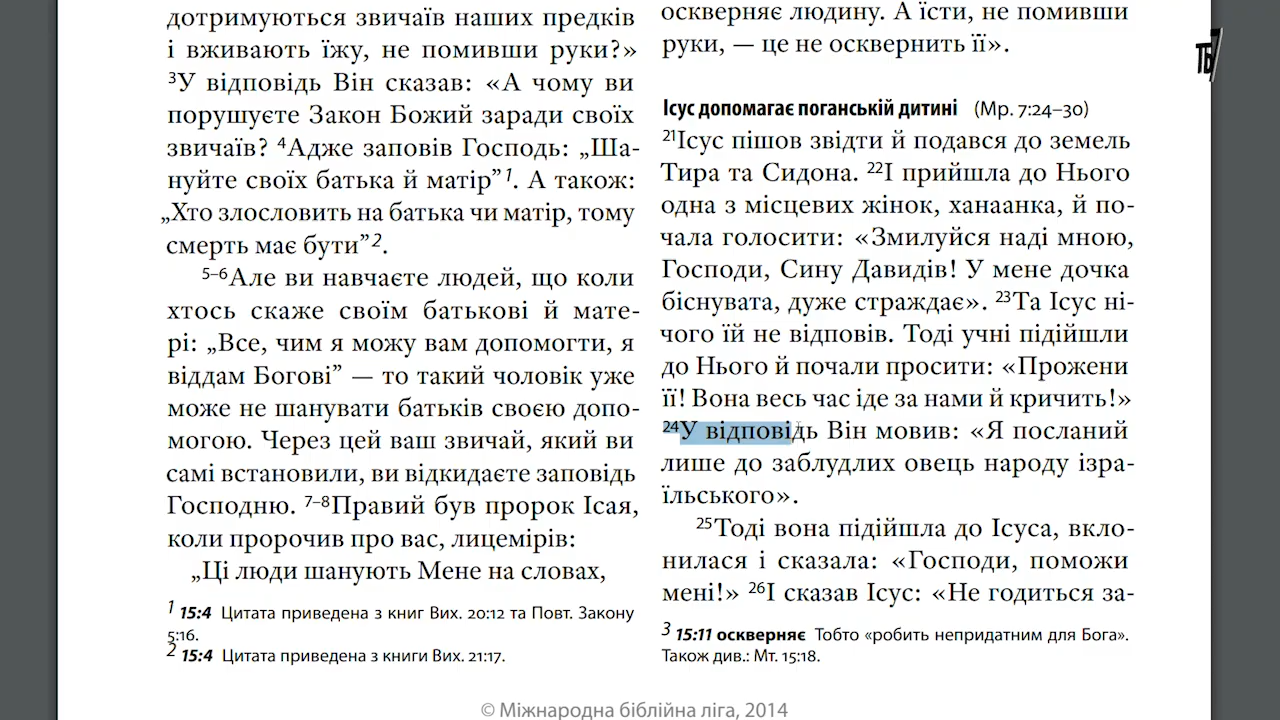 дотримуються звичаїв наших предків
і вживають їжу, не помивши руки?»
³У відповідь Він сказав: «А чому ви
порушуєте Закон Божий заради своїх
звичаїв? ⁴Адже заповів Господь: „Ша-
нуйте своїх батька й матір”¹. А також:
„Хто злословить на батька чи матір, тому
смерть має бути”².
⁵⁻⁶Але ви навчаєте людей, що коли
хтось скаже своїм батькові й мате-
рі: „Все, чим я можу вам допомогти, я
віддам Богові” — то такий чоловік уже
може не шанувати батьків своєю допо-
могою. Через цей ваш звичай, який ви
самі встановили, ви відкидаєте заповідь
Господню. ⁷⁻⁸Правий був пророк Ісая,
коли пророчив про вас, лицемірів:
„Ці люди шанують Мене на словах,
¹ 15:4 Цитата приведена з книг Вих. 20:12 та Повт. Закону
5:16.
² 15:4 Цитата приведена з книги Вих. 21:17.
оскверняє людину. А їсти, не помивши
руки, — це не осквернить її».
Ісус допомагає поганській дитині (Мр. 7:24–30)
²¹Ісус пішов звідти й подався до земель
Тира та Сидона. ²²І прийшла до Нього
одна з місцевих жінок, ханаанка, й по-
чала голосити: «Змилуйся наді мною,
Господи, Сину Давидів! У мене дочка
біснувата, дуже страждає». ²³Та Ісус ні-
чого їй не відповів. Тоді учні підійшли
до Нього й почали просити: «Прожени
її! Вона весь час іде за нами й кричить!»
²⁴У відповідь Він мовив: «Я посланий
лише до заблудлих овець народу ізра-
їльського».
²⁵Тоді вона підійшла до Ісуса, вкло-
нилася і сказала: «Господи, поможи
мені!» ²⁶І сказав Ісус: «Не годиться за-
³ 15:11 оскверняє Тобто «робить непридатним для Бога».
Також див.: Мт. 15:18.
© Міжнародна біблійна ліга, 2014